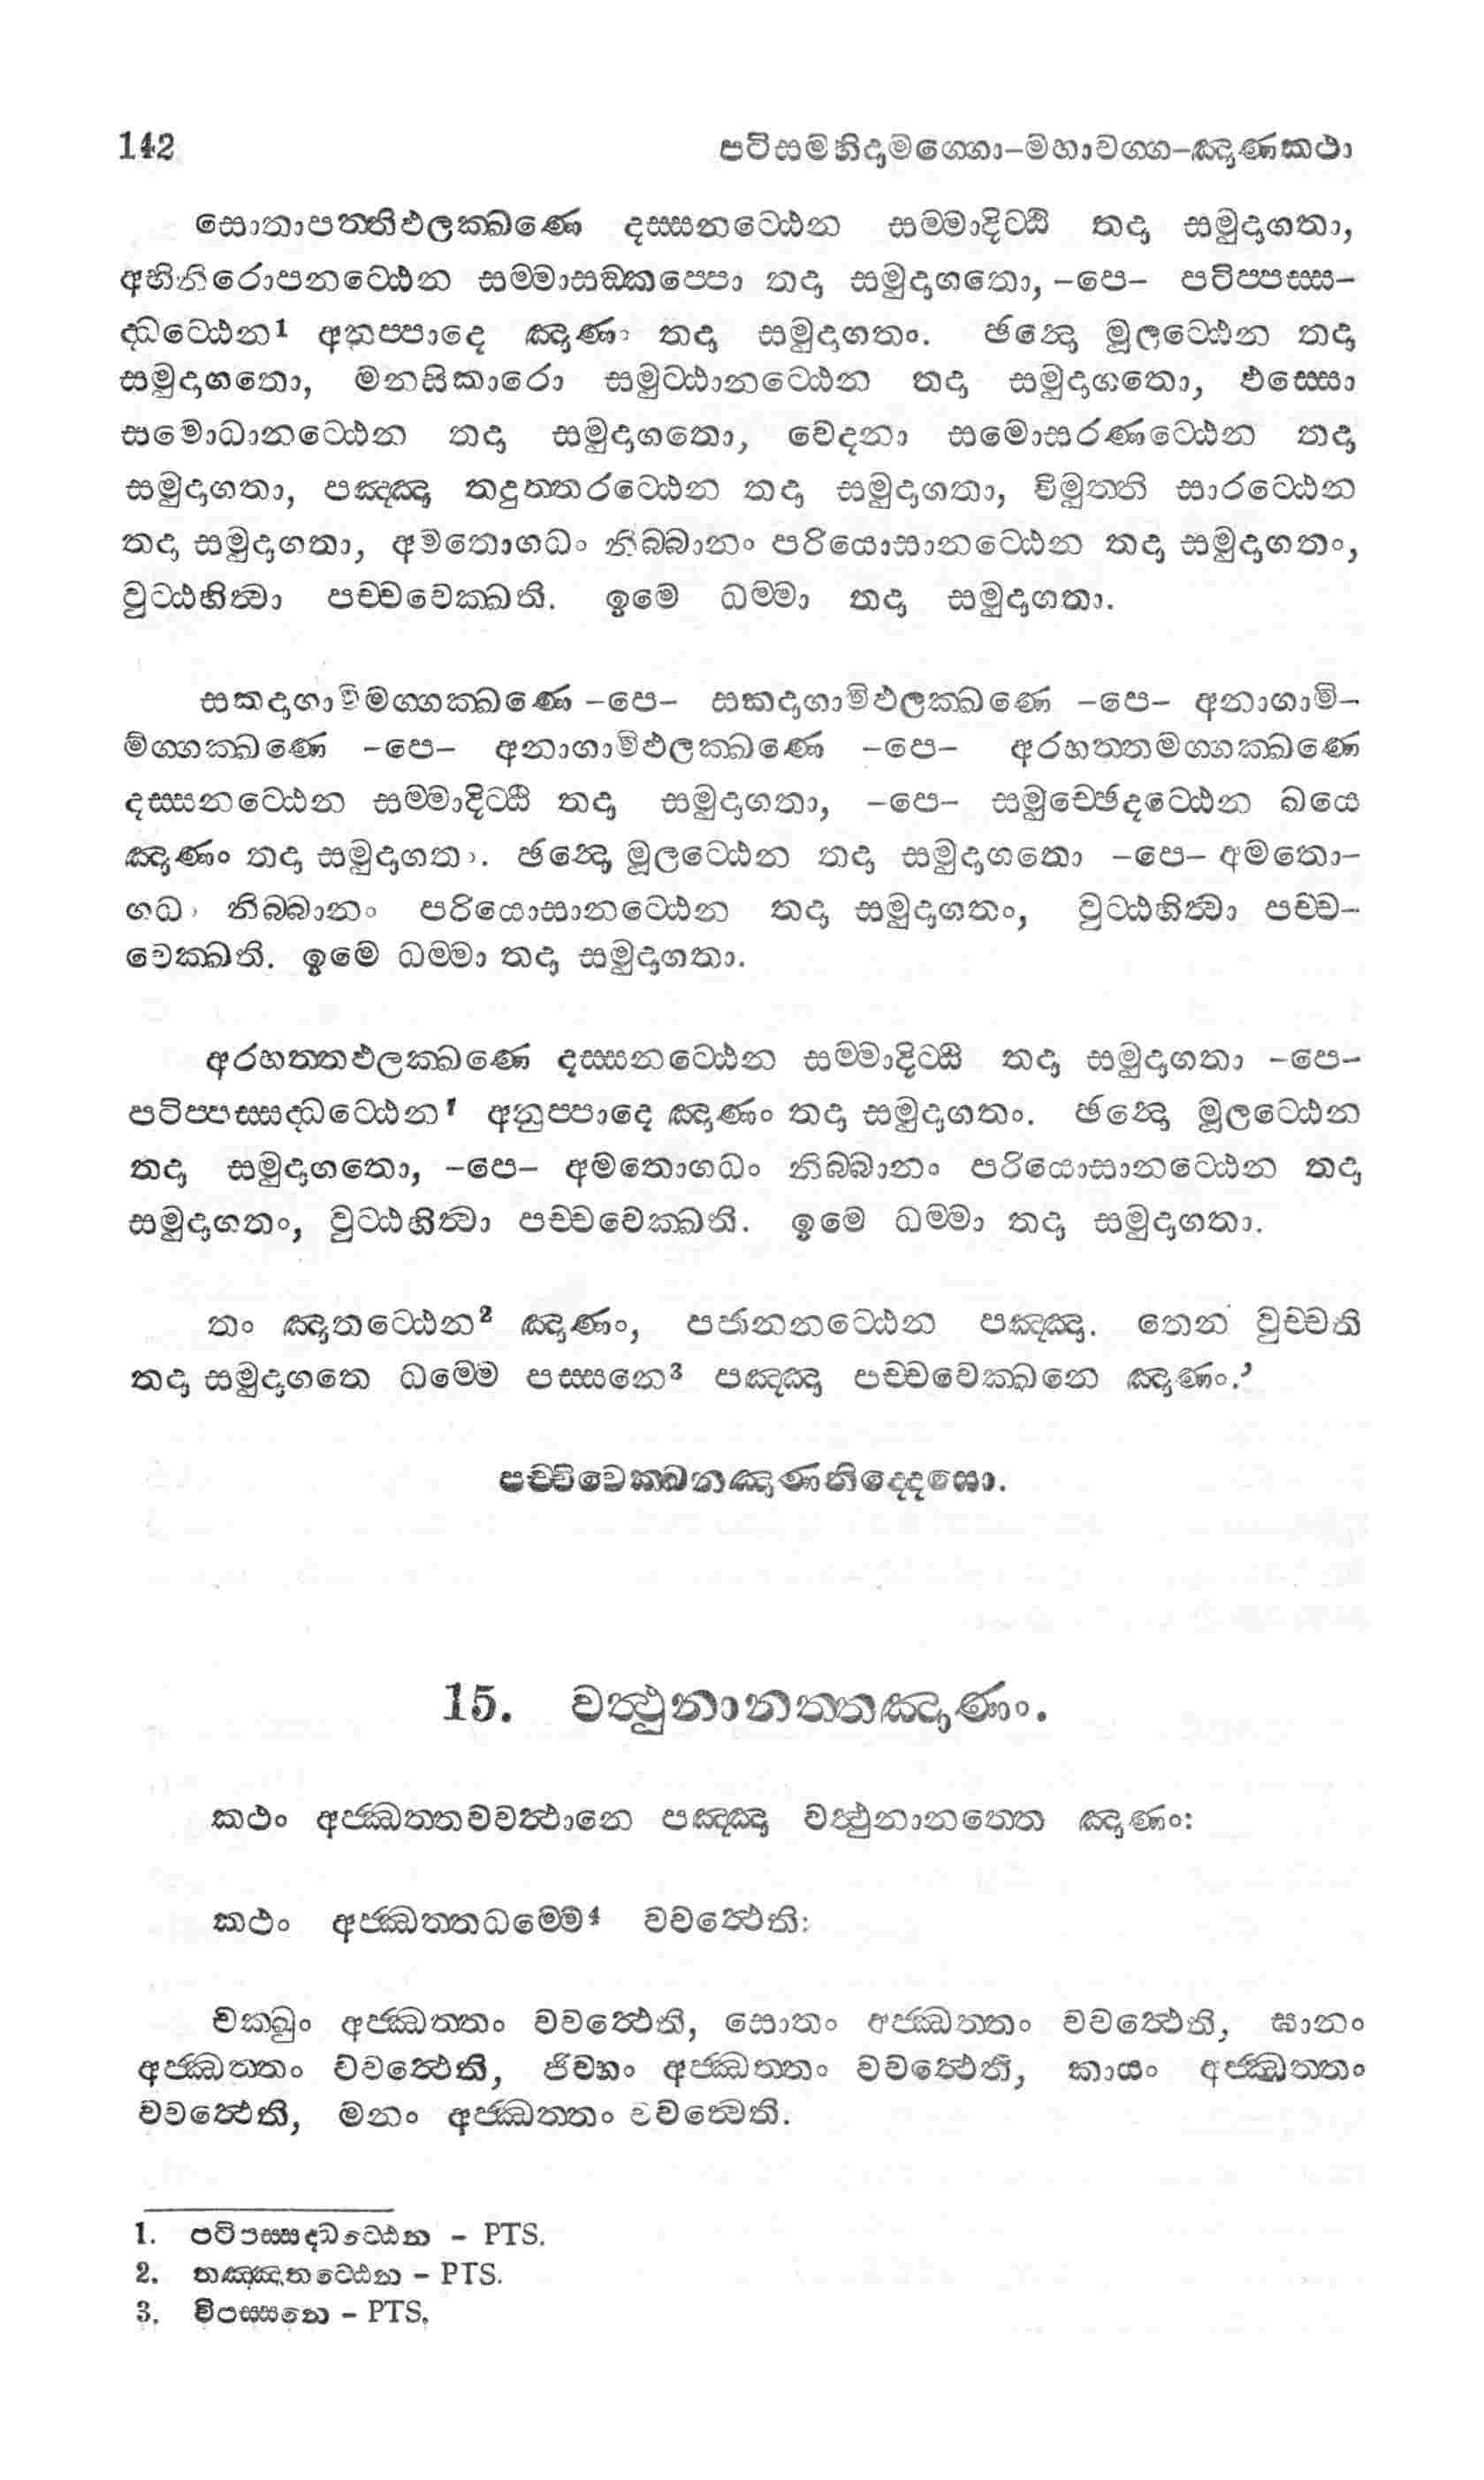 142 පටිසම්භිදාමග්ගො-මහාවග්ග-ඤාණකථා
සොතාපත්තිඵලක්ඛණෙ දස්සනට්ඨෙන සම්මාදිට්ඨි තදා සමුදාගතා,
අභිනිරොපනට්ඨෙන සම්මාසඞ්කප්පො තදා සමුදාගතො, -පෙ- පටිප්පස්ස-
ද්ධට්ඨෙන1 අනුප්පාදෙ ඤාණං තදා සමුදාගතං. ඡන්දො මූලට්ඨෙන තදා
සමුදාගතො, මනසිකාරො සමුට්ඨානට්ඨෙන තදා සමුදාගතො, ඵස්සො
සමොධානට්ඨෙන තදා සමුදාගතො, වෙදනා සමොසරණට්ඨෙන තදා
සමුදාගතා, පඤ්ඤා තදුත්තරට්ඨෙන තදා සමුදාගතා, විමුත්ති සාරට්ඨෙන
තදා සමුදාගතා, අමතොගධං නිබ්බානං පරියොසානට්ඨෙන තදා සමුදාගතං,
වුට්ඨහිත්වා පච්චවෙක්ඛති. ඉමෙ ධම්මා තදා සමුදාගතා.
සකදාගාමිමග්ගක්ඛණෙ -පෙ- සකදාගාමිඵලක්ඛණෙ -පෙ- අනාගාමි-
ම්ග්ගක්ඛණෙ -පෙ- අනාගාමිඵලක්ඛණෙ -පෙ- අරහත්තමග්ගක්ඛණෙ
දස්සනට්ඨෙන සම්මාදිට්ඨි තදා සමුදාගතා, -පෙ- සමුච්ඡෙදට්ඨෙන ඛයෙ
ඤාණං තදා සමුදාගතං. ඡන්දො මූලට්ඨෙන තදා සමුදාගතො -පෙ- අමතො-
ගධං නිබ්බානං පරියොසානට්ඨෙන තදා සමුදාගතං, වුට්ඨහිත්වා පච්ච-
වෙක්ඛති. ඉමෙ ධම්මා තදා සමුදාගතා.
අරහත්තඵලක්ඛණෙ දස්සනට්ඨෙන සම්මාදිට්ඨි තදා සමුදාගතා -පෙ-
පටිප්පස්සද්ධට්ඨෙන1 අනුප්පාදෙ ඤාණං තදා සමුදාගතං. ඡන්දො මූලට්ඨෙන
තදා සමුදාගතො, -පෙ- අමතොගධං නිබ්බානං පරියොසානට්ඨෙන තදා
සමුදාගතං, වුට්ඨහිත්වා පච්චවෙක්ඛති. ඉමෙ ධම්මා තදා සමුදාගතා.
තං ඤාතට්ඨෙන2 ඤාණං, පජානනට්ඨෙන පඤ්ඤා. තෙන වුච්චති
තදා සමුදාගතෙ ධම්මෙ පස්සනෙ3 පඤ්ඤා පච්චවෙක්ඛනෙ ඤාණං.’
පච්චවෙක්ඛනඤාණනිද්දෙසො.
15. වත්ථුනානත්තඤාණං.
කථං අජ්ඣත්තවවත්ථානෙ පඤ්ඤා වත්ථුනානත්තෙ ඤාණං:
කථං අජ්ඣත්තධම්මෙ4 වවත්ථෙති:
චක්ඛුං අජ්ඣත්තං වවත්ථෙති, සොතං අජ්ඣත්තං වවත්ථෙති, ඝානං
අජ්ඣත්තං වවත්ථෙති, ජිව්හං අජ්ඣත්තං වවත්ථෙති, කායං අජ්ඣත්තං
වවත්ථෙති, මනං අජ්ඣත්තං වවත්ථෙති.
1. පටිපස්සද්ධට්ඨෙන - PTS.
2. තඤ්ඤාතට්ඨෙන - PTS.
3. විපස්සනෙ - PTS.